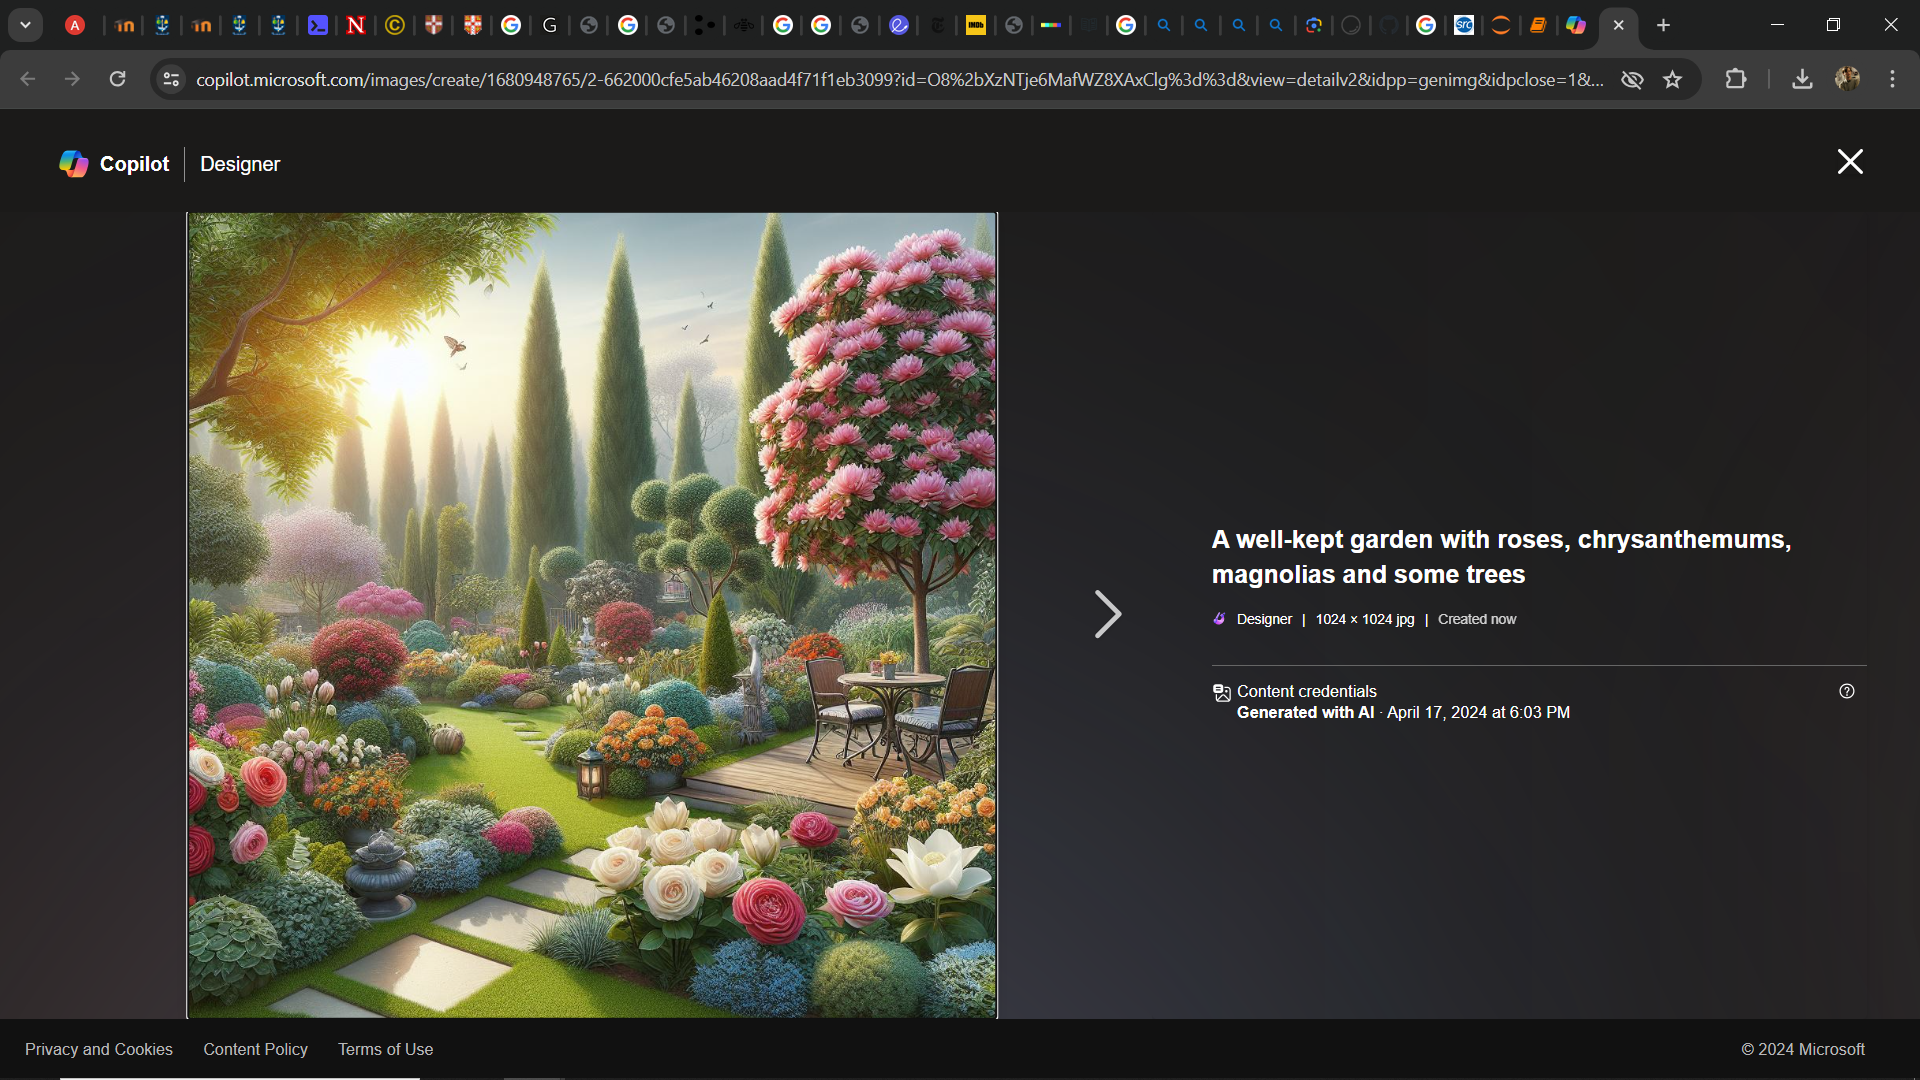 copilot.microsoft.com/images/create/1680948765/2-662000cfe5ab46208aad4f71f1eb3099?id=O8%2bXzNTje6MafWZ8XAxClg%3d%3d&view=detailv2&idpp=genimg&idpclose=1&...
Copilot
Designer
A well-kept garden with roses, chrysanthemums,
magnolias and some trees
Designer | 1024 × 1024 jpg | Created now
Content credentials
Generated with AI · April 17, 2024 at 6:03 PM
Privacy and Cookies
Content Policy
Terms of Use
© 2024 Microsoft